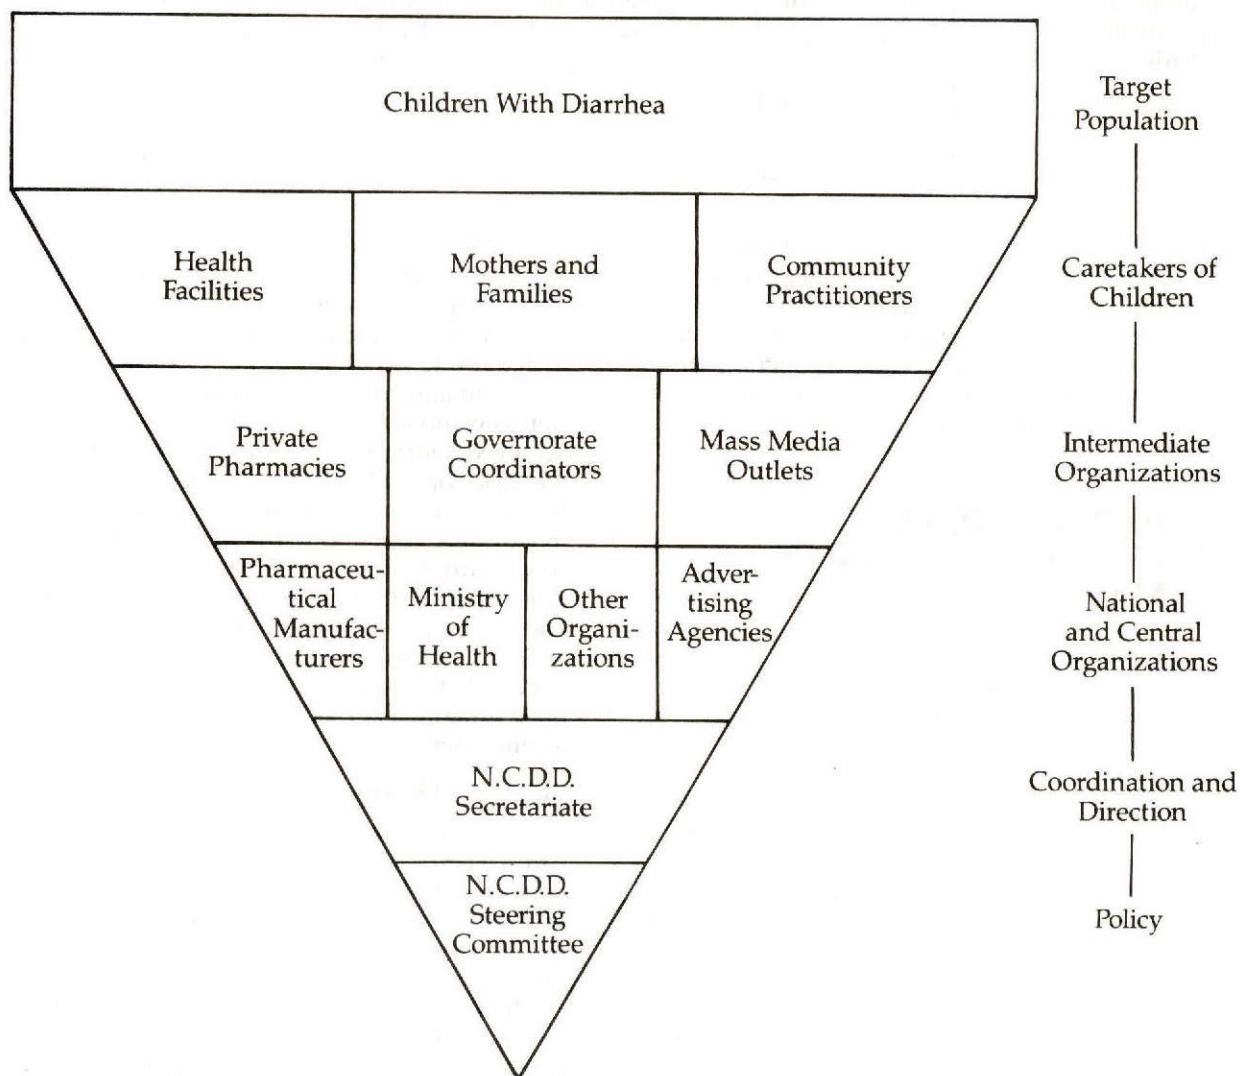 Children With Diarrhea
Target
Population
Health
Facilities
Mothers and
Families
Community
Practitioners
Caretakers of
Children
Private
Pharmacies
Governorate
Coordinators
Mass Media
Outlets
Intermediate
Organizations
Pharmaceu-
tical
Manufac-
turers
Ministry
of
Health
Other
Organi-
zations
Adver-
tising
Agencies
National
and Central
Organizations
N.C.D.D.
Secretariate
Coordination and
Direction
N.C.D.D.
Steering
Committee
Policy